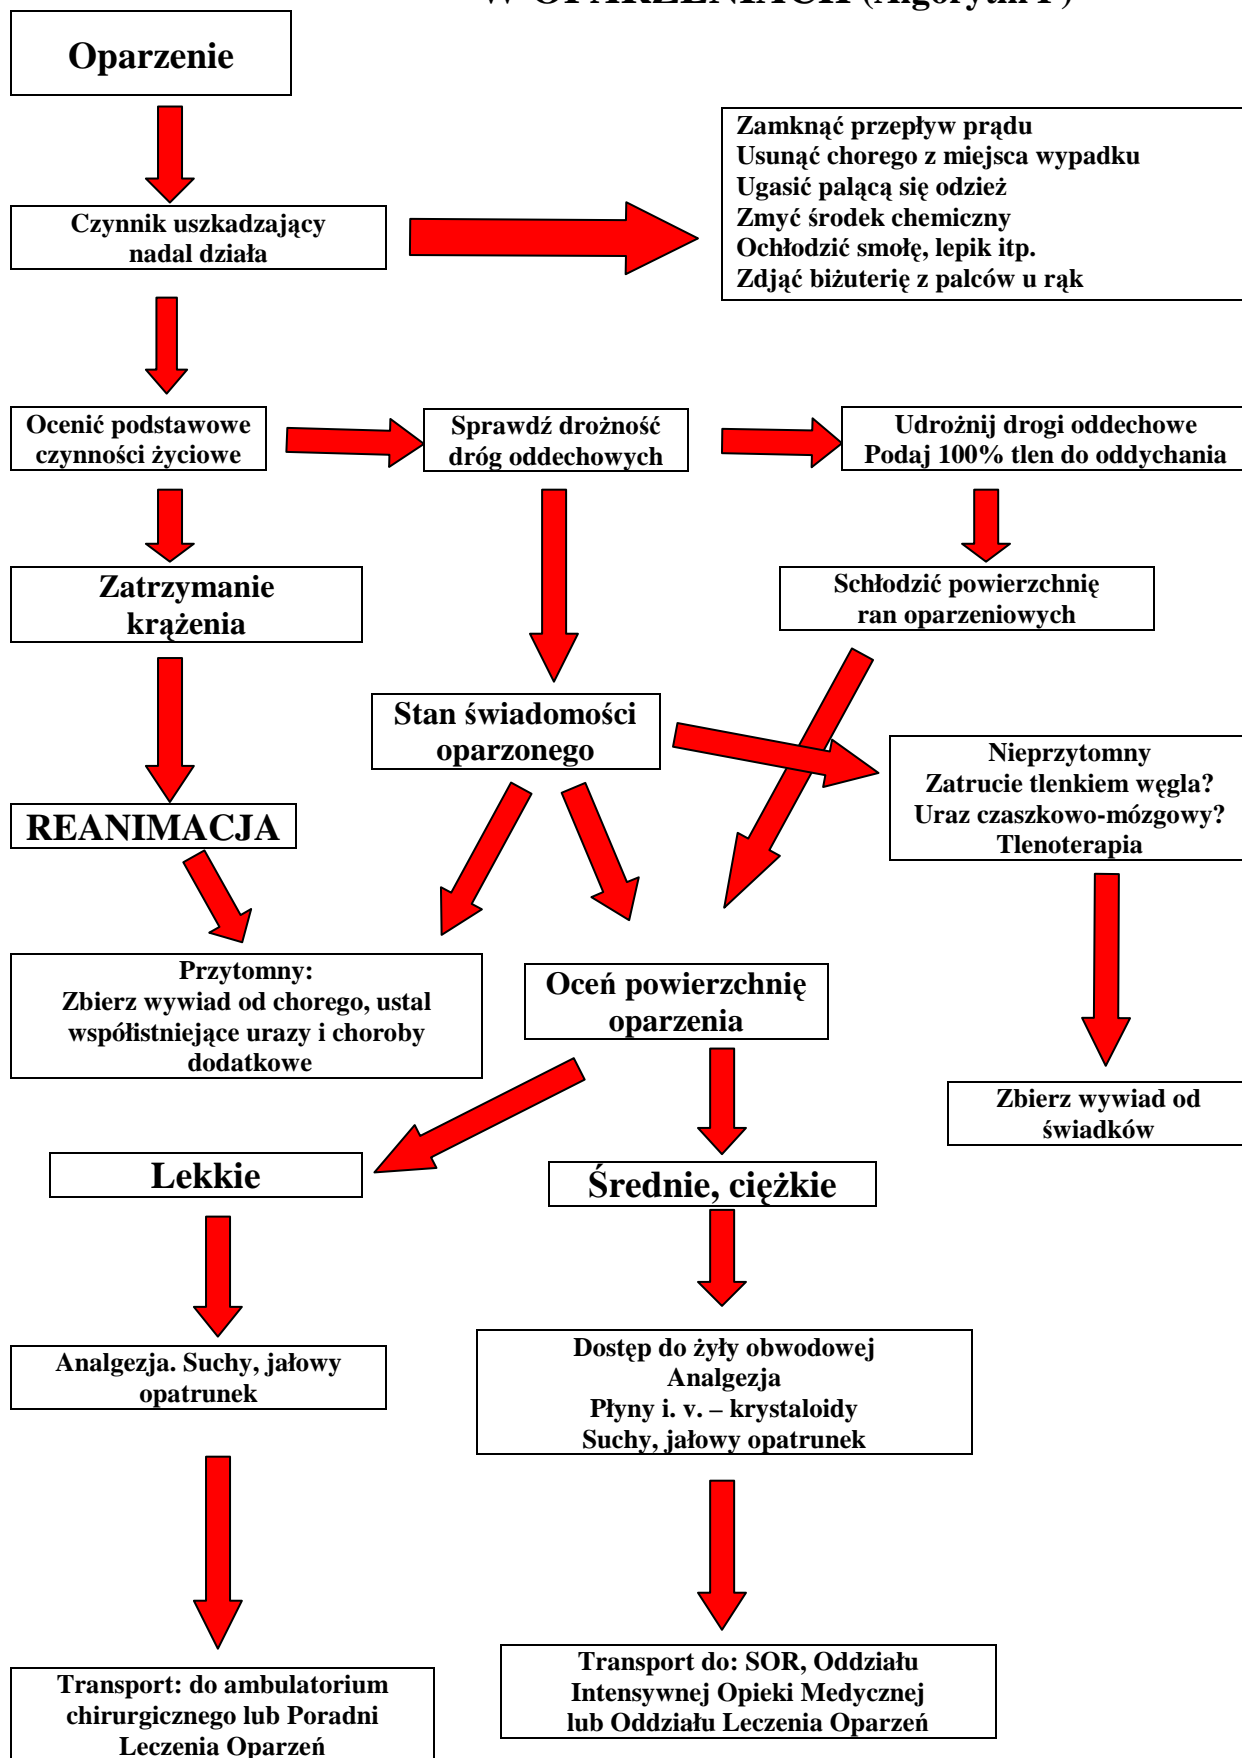 W OPARZENIACH (Algorytm I )
Oparzenie
Zamknąć przepływ prądu
Usunąć chorego z miejsca wypadku
Ugasić palącą się odzież
Zmyć środek chemiczny
Ochłodzić smołę, lepik itp.
Zdjąć biżuterię z palców u rąk
Czynnik uszkadzający
nadal działa
Ocenić podstawowe
czynności życiowe
Sprawdź drożność
dróg oddechowych
Udrożnij drogi oddechowe
Podaj 100% tlen do oddychania
Zatrzymanie
krążenia
Schłodzić powierzchnię
ran oparzeniowych
Stan świadomości
oparzonego
Nieprzytomny
Zatrucie tlenkiem węgla?
Uraz czaszkowo-mózgowy?
Tlenoterapia
REANIMACJA
Przytomny:
Zbierz wywiad od chorego, ustal
współistniejące urazy i choroby
dodatkowe
Oceń powierzchnię
oparzenia
Zbierz wywiad od
świadków
Lekkie
Średnie, ciężkie
Analgezja. Suchy, jałowy
opatrunek
Dostęp do żyły obwodowej
Analgezja
Płyny i. v. – krystaloidy
Suchy, jałowy opatrunek
Transport: do ambulatorium
chirurgicznego lub Poradni
Leczenia Oparzeń
Transport do: SOR, Oddziału
Intensywnej Opieki Medycznej
lub Oddziału Leczenia Oparzeń